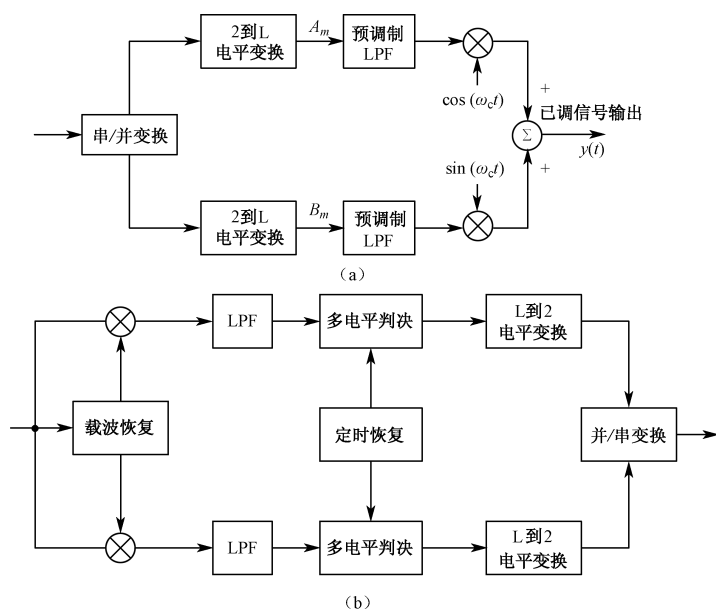 2到L
电平变换
A_m
预调制
LPF
cos (ω_c t)
+
串/并变换
已调信号输出
Σ
y(t)
sin (ω_c t)
+
2到L
电平变换
B_m
预调制
LPF
(a)
LPF
多电平判决
L到2
电平变换
载波恢复
定时恢复
并/串变换
LPF
多电平判决
L到2
电平变换
(b)